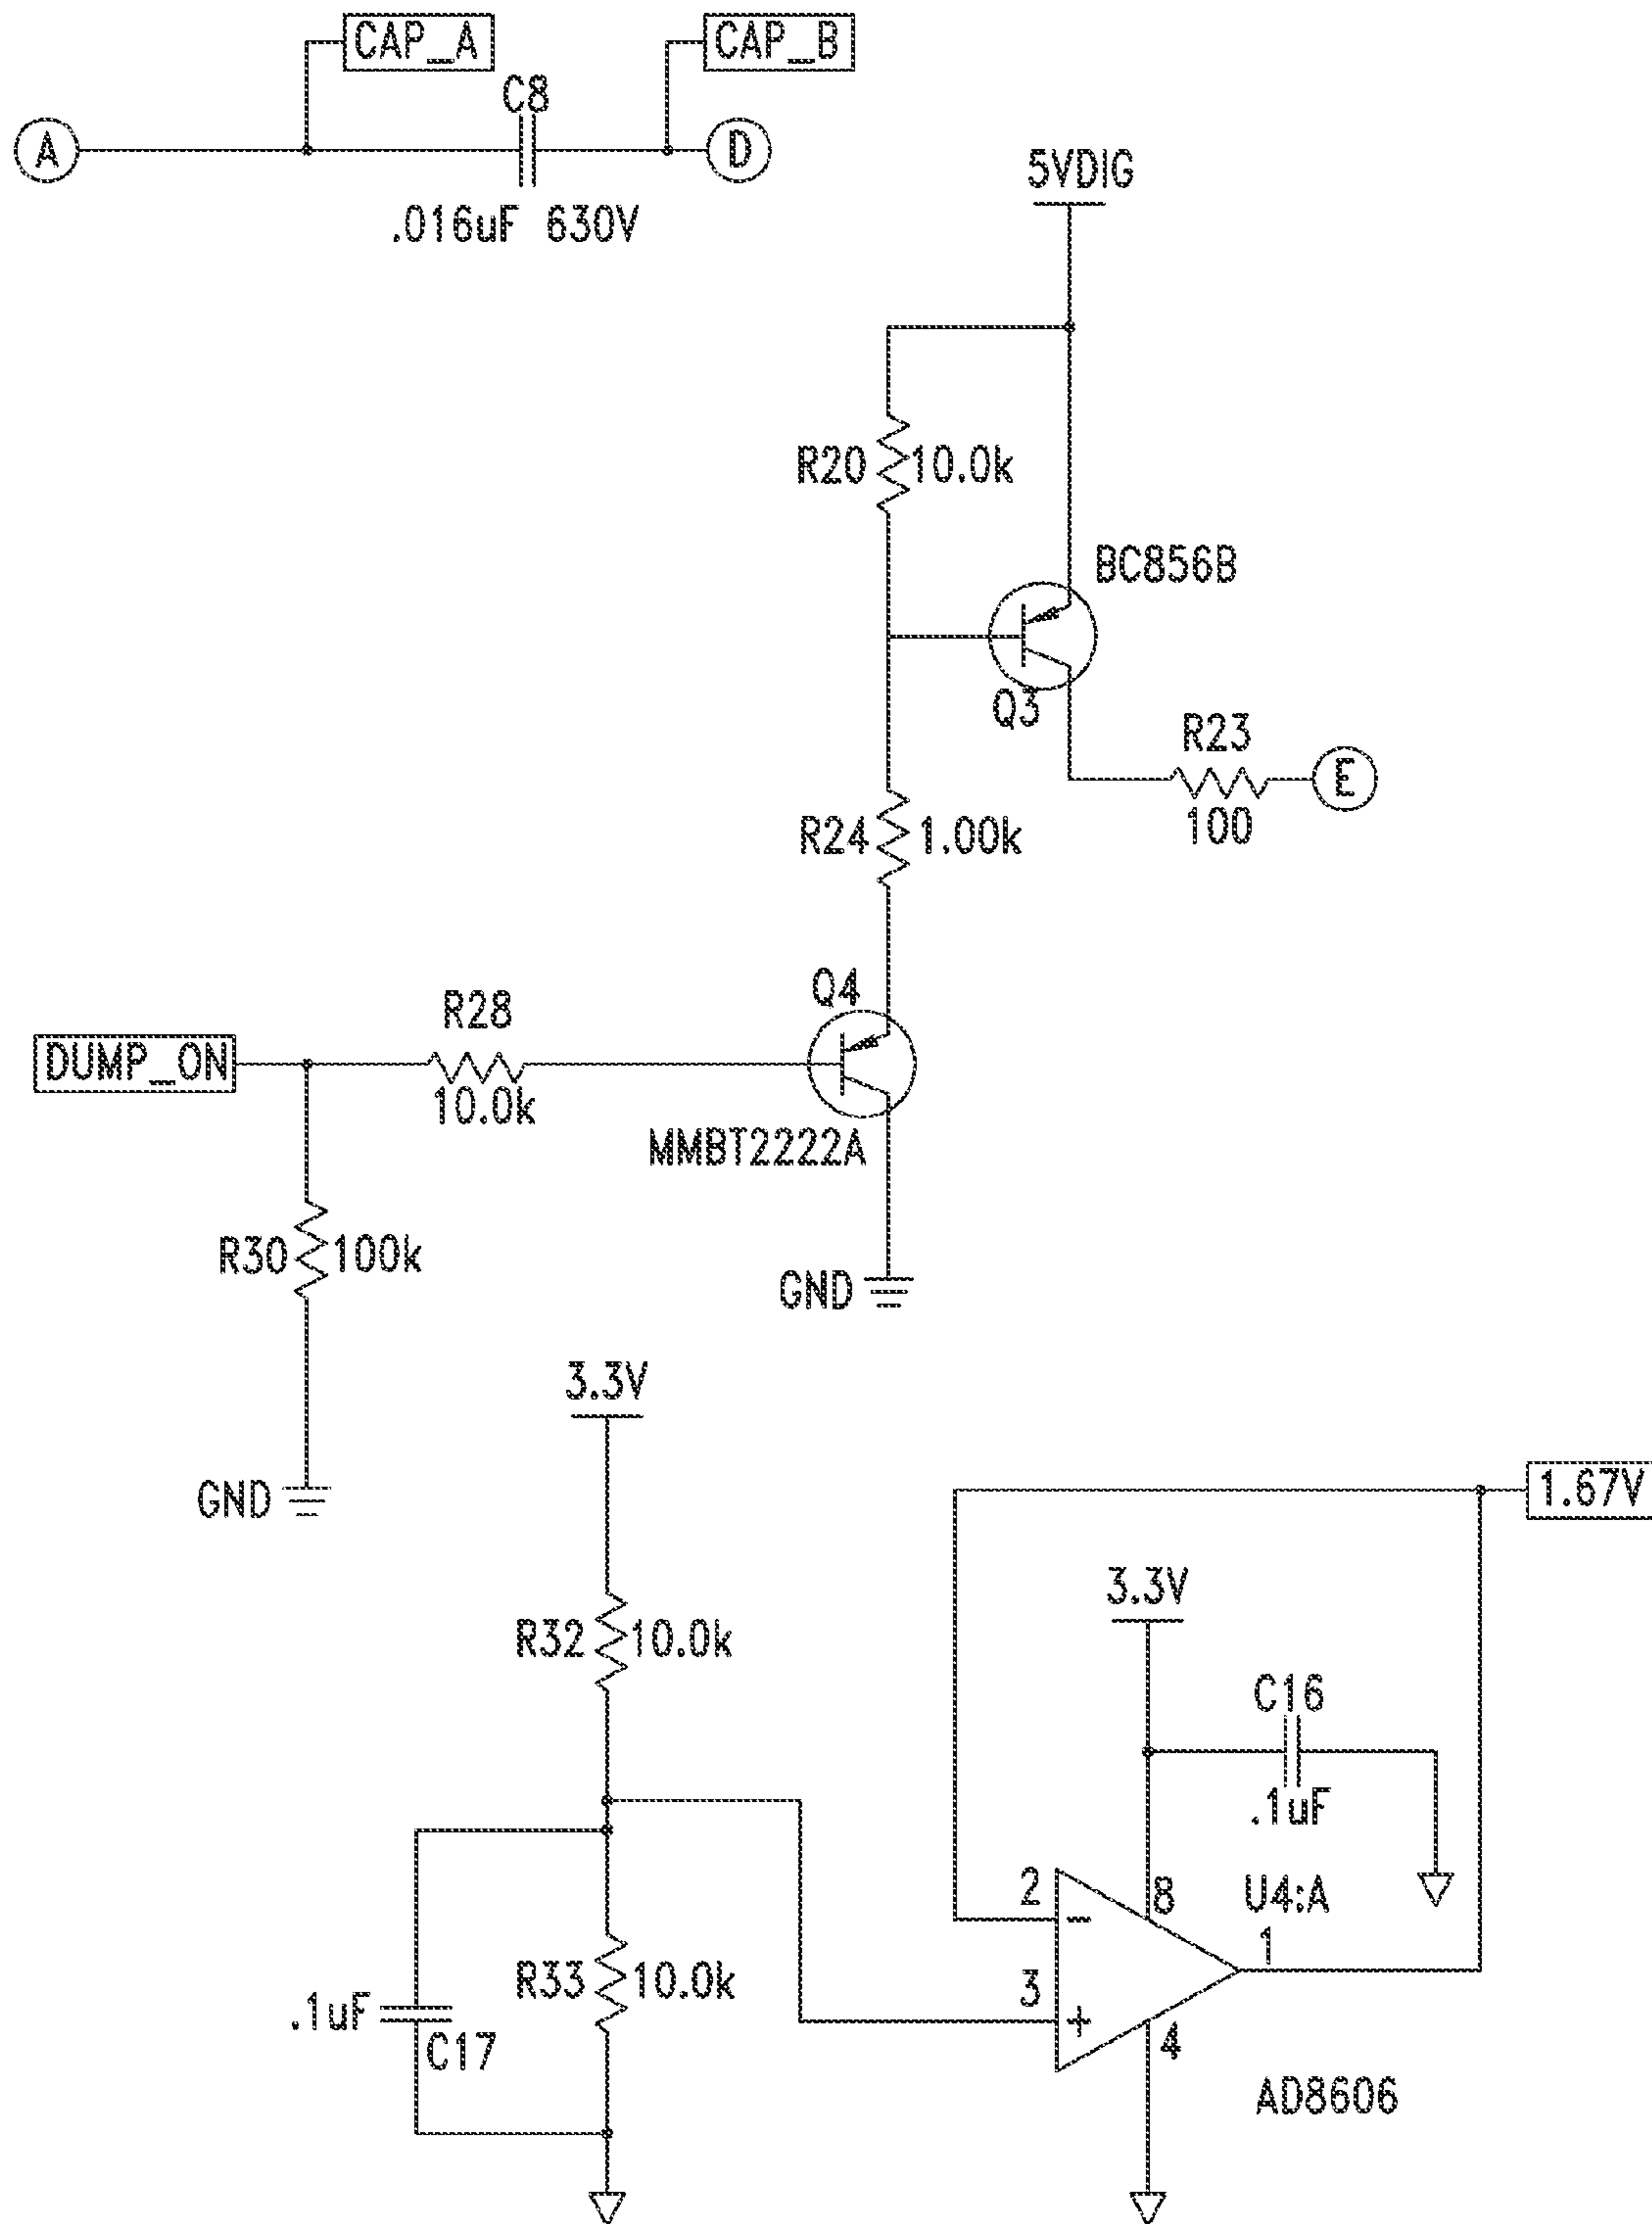 CAP_A
CAP_B
C8
A
D
.016uF 630V
5VDIG
R20
10.0k
BC856B
Q3
R23
E
100
R24
1.00k
Q4
R28
DUMP_ON
10.0k
MMBT2222A
R30
100k
GND
3.3V
GND
1.67V
3.3V
R32
10.0k
C16
.1uF
2
8
U4:A
1
3
R33
10.0k
.1uF
C17
-
+
4
AD8606